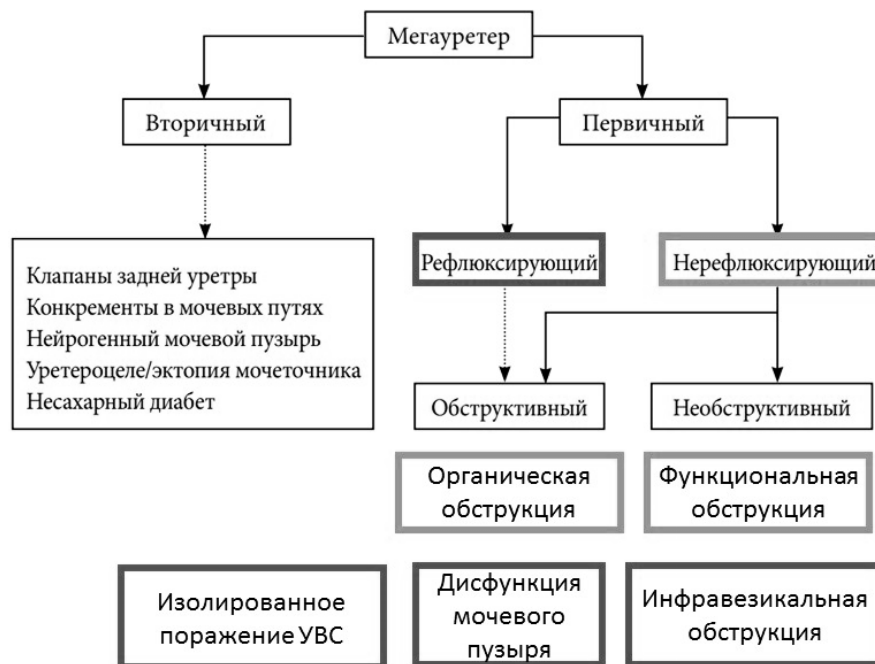 Мегауретер
Вторичный
Первичный
Клапаны задней уретры
Конкременты в мочевых путях
Нейрогенный мочевой пузырь
Уретероцеле/эктопия мочеточника
Несахарный диабет
Рефлюксирующий
Нерефлюксирующий
Обструктивный
Необструктивный
Органическая
обструкция
Функциональная
обструкция
Изолированное
поражение УВС
Дисфункция
мочевого
пузыря
Инфравезикальная
обструкция